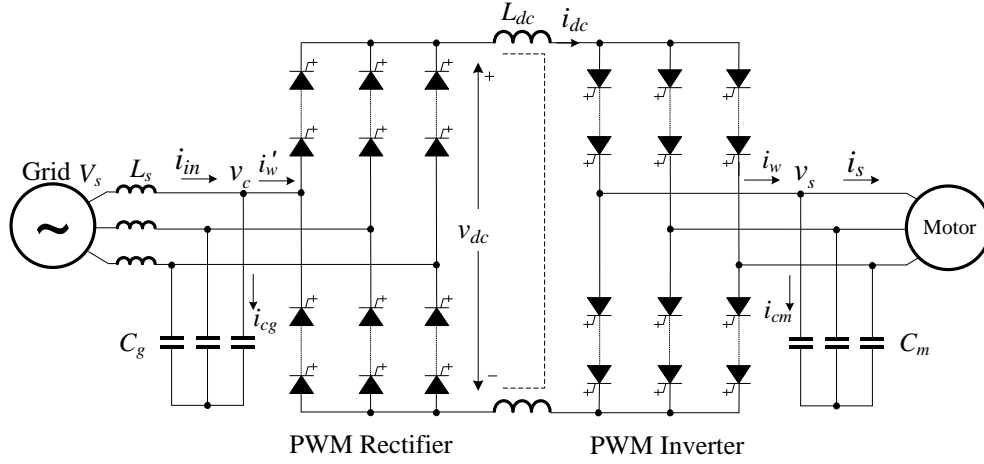 L_dc
i_dc
+
Grid
V_s
L_s
i_in
v_c
i_w'
v_dc
i_w
v_s
i_s
~
Motor
i_cg
C_g
i_cm
C_m
−
PWM Rectifier
PWM Inverter